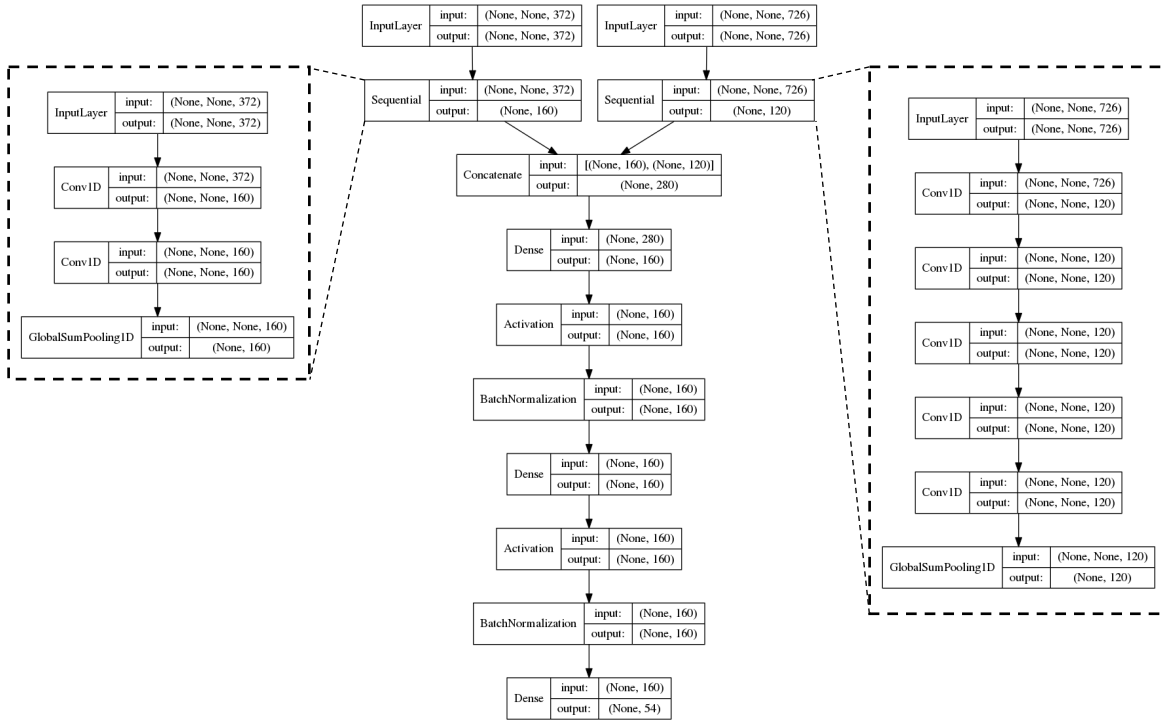 InputLayer input: (None, None, 372)
output: (None, None, 372)
InputLayer input: (None, None, 726)
output: (None, None, 726)
Sequential input: (None, None, 372)
output: (None, 160)
Sequential input: (None, None, 726)
output: (None, 120)
InputLayer input: (None, None, 372)
output: (None, None, 372)
Conv1D input: (None, None, 372)
output: (None, None, 160)
Conv1D input: (None, None, 160)
output: (None, None, 160)
GlobalSumPooling1D input: (None, None, 160)
output: (None, 160)
Concatenate input: [(None, 160), (None, 120)]
output: (None, 280)
Dense input: (None, 280)
output: (None, 160)
Activation input: (None, 160)
output: (None, 160)
BatchNormalization input: (None, 160)
output: (None, 160)
Dense input: (None, 160)
output: (None, 160)
Activation input: (None, 160)
output: (None, 160)
BatchNormalization input: (None, 160)
output: (None, 160)
Dense input: (None, 160)
output: (None, 54)
InputLayer input: (None, None, 726)
output: (None, None, 726)
Conv1D input: (None, None, 726)
output: (None, None, 120)
Conv1D input: (None, None, 120)
output: (None, None, 120)
Conv1D input: (None, None, 120)
output: (None, None, 120)
Conv1D input: (None, None, 120)
output: (None, None, 120)
Conv1D input: (None, None, 120)
output: (None, None, 120)
GlobalSumPooling1D input: (None, None, 120)
output: (None, 120)